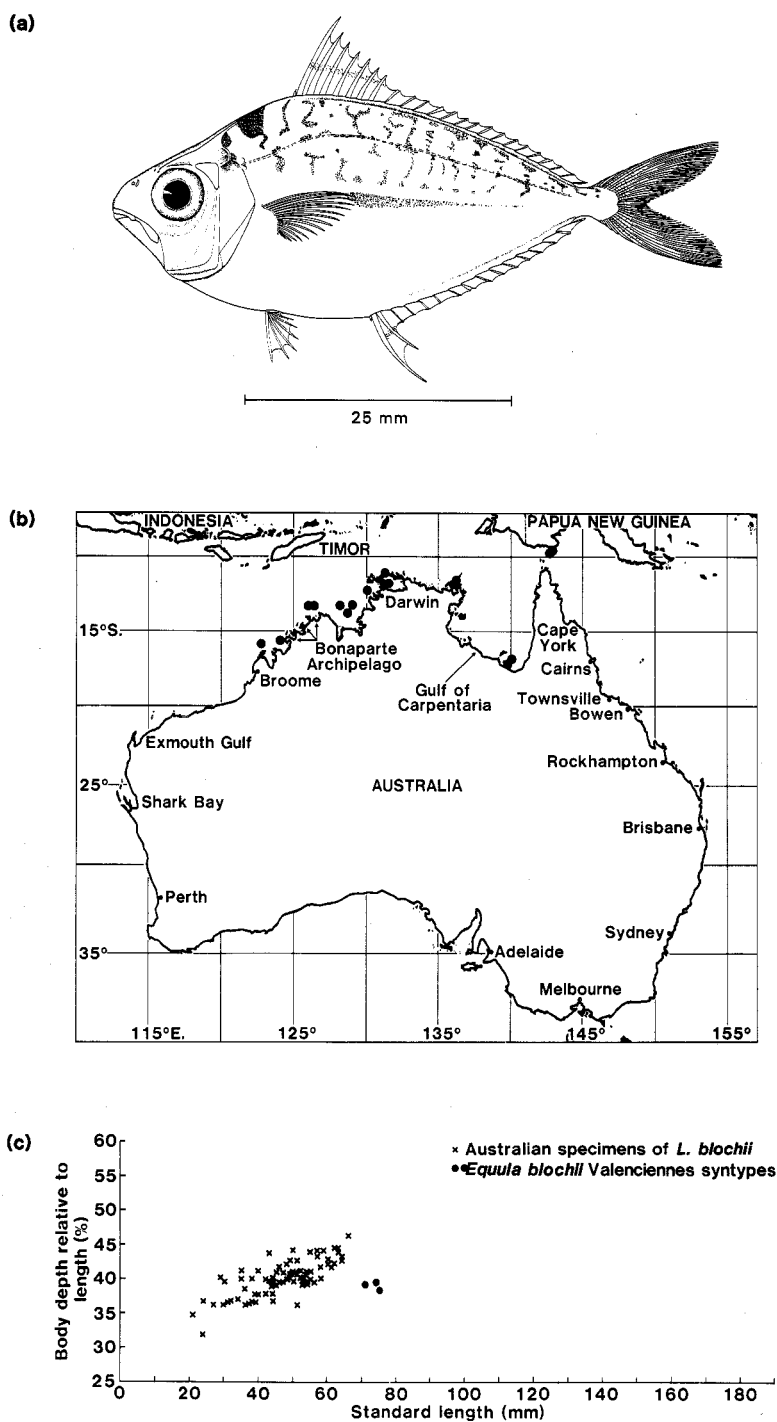 (a)
25 mm
(b)
INDONESIA
PAPUA NEW GUINEA
TIMOR
Darwin
15°S.
Bonaparte
Archipelago
Cape
York
Broome
Gulf of
Carpentaria
Cairns
Townsville
Bowen
Exmouth Gulf
Rockhampton
25°
AUSTRALIA
Shark Bay
Brisbane
Perth
Sydney
35°
Adelaide
Melbourne
115°E.
125°
135°
145°
155°
(c)
× Australian specimens of L. blochii
●●Equula blochii Valenciennes syntypes
Body depth relative to
length (%)
60
55
50
45
40
35
30
25
0 20 40 60 80 100 120 140 160 180
Standard length (mm)